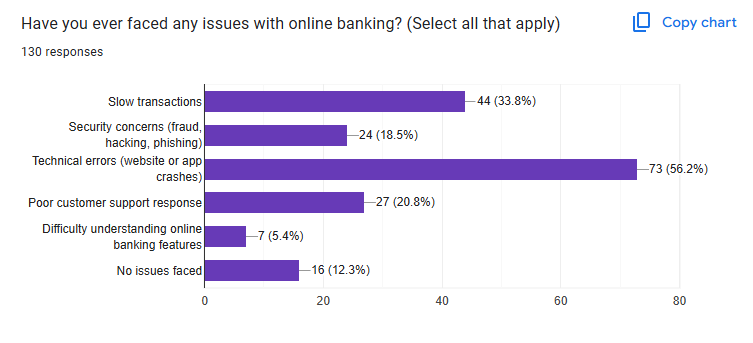 Have you ever faced any issues with online banking? (Select all that apply)
Copy chart
130 responses
Slow transactions
44 (33.8%)
Security concerns (fraud,
hacking, phishing)
24 (18.5%)
Technical errors (website or app
crashes)
73 (56.2%)
Poor customer support response
27 (20.8%)
Difficulty understanding online
banking features
7 (5.4%)
No issues faced
16 (12.3%)
0 20 40 60 80